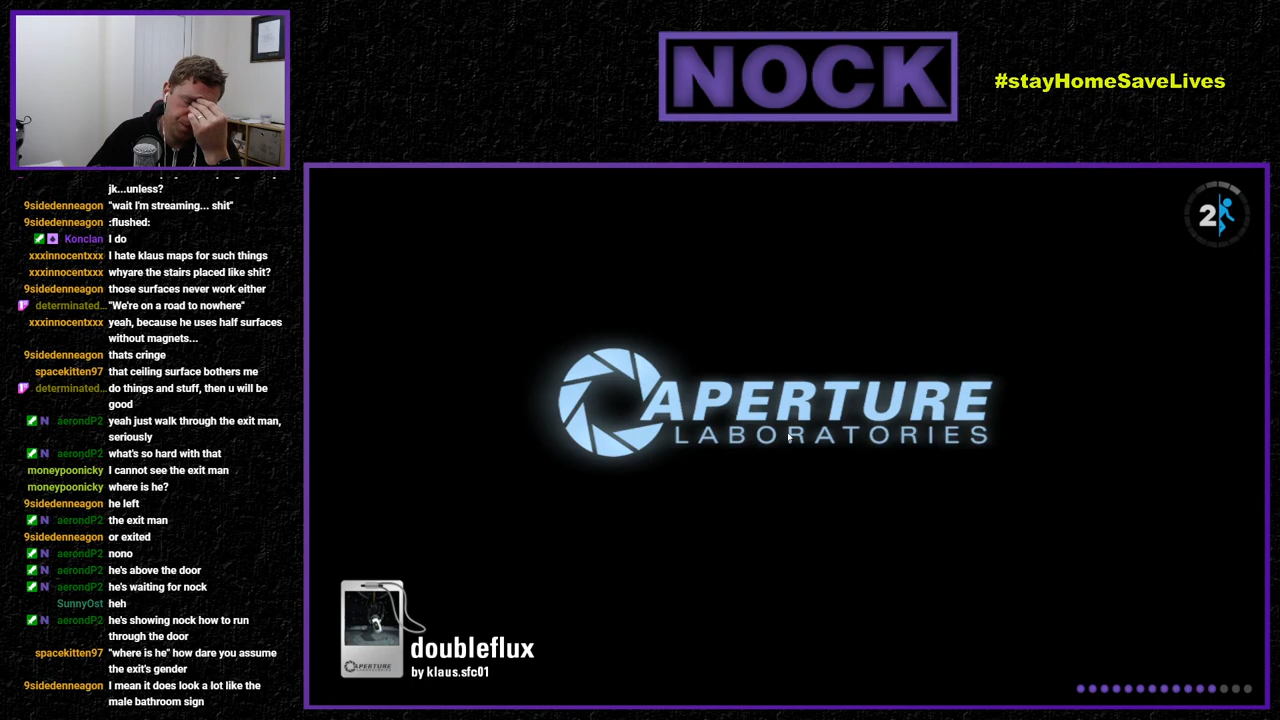 NOCK
#stayHomeSaveLives
jk...unless?
9sidedenneagon "wait I'm streaming... shit"
9sidedenneagon :flushed:
Koncian I do
xxxinnocentxxx I hate klaus maps for such things
xxxinnocentxxx whyare the stairs placed like shit?
9sidedenneagon those surfaces never work either
determinated... "We're on a road to nowhere"
xxxinnocentxxx yeah, because he uses half surfaces
without magnets...
9sidedenneagon thats cringe
spacekitten97 that ceiling surface bothers me
determinated... do things and stuff, then u will be
good
N aerondP2 yeah just walk through the exit man,
seriously
N aerondP2 what's so hard with that
moneypoonicky I cannot see the exit man
moneypoonicky where is he?
9sidedenneagon he left
N aerondP2 the exit man
9sidedenneagon or exited
N aerondP2 nono
N aerondP2 he's above the door
N aerondP2 he's waiting for nock
SunnyOst heh
N aerondP2 he's showing nock how to run
through the door
spacekitten97 "where is he" how dare you assume
the exit's gender
9sidedenneagon I mean it does look a lot like the
male bathroom sign
2
APERTURE
LABORATORIES
APERTURE
LABORATORIES
doubleflux
by klaus.sfc01